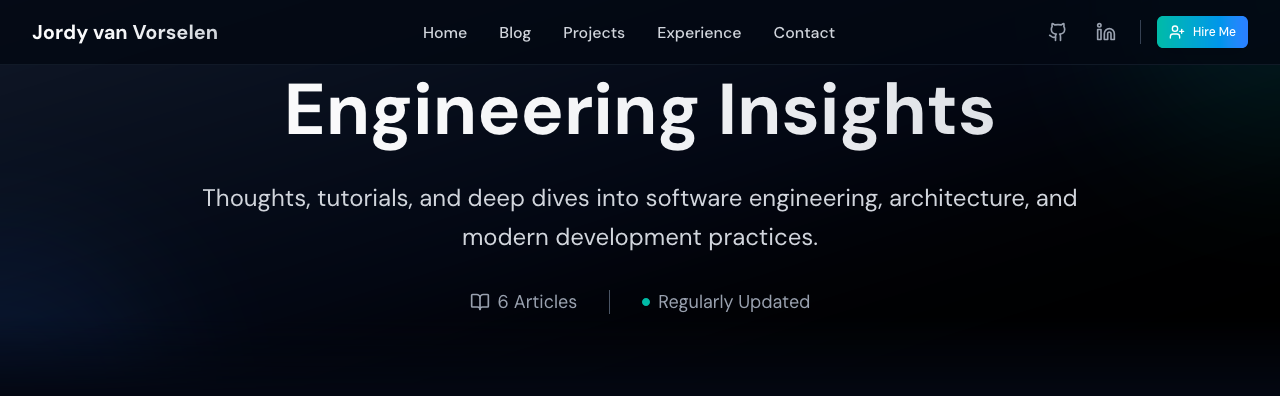 Jordy van Vorselen
Home
Blog
Projects
Experience
Contact
Hire Me
Engineering Insights
Thoughts, tutorials, and deep dives into software engineering, architecture, and
modern development practices.
6 Articles
Regularly Updated